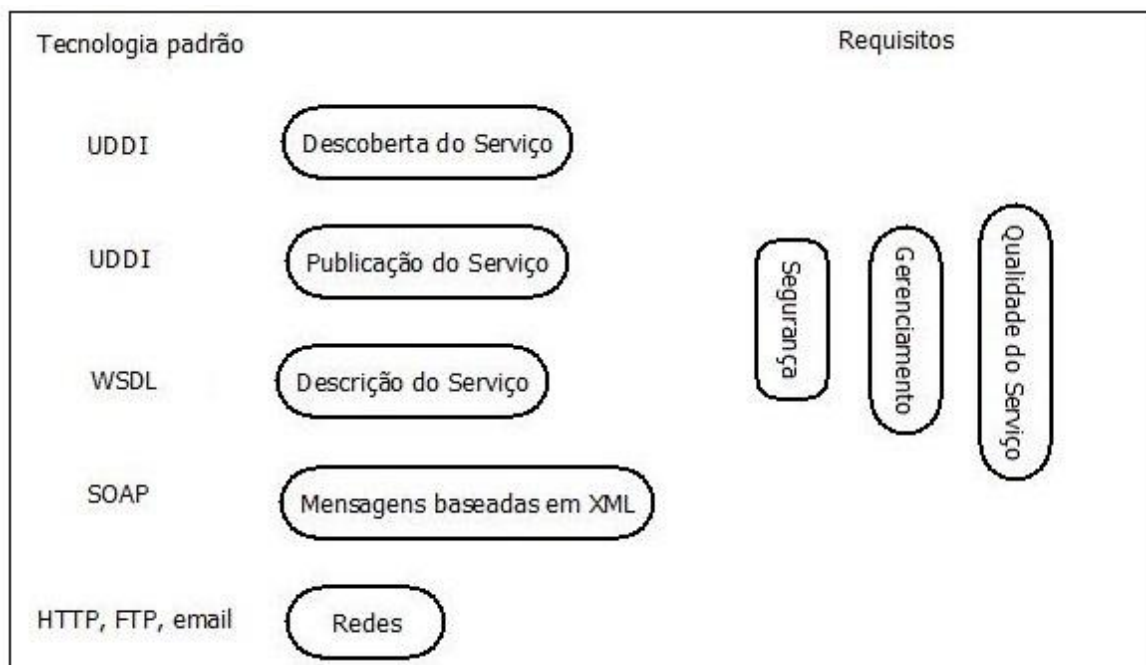 Tecnologia padrão
Requisitos
UDDI
Descoberta do Serviço
UDDI
Publicação do Serviço
WSDL
Descrição do Serviço
SOAP
Mensagens baseadas em XML
HTTP, FTP, email
Redes
Segurança
Gerenciamento
Qualidade do Serviço